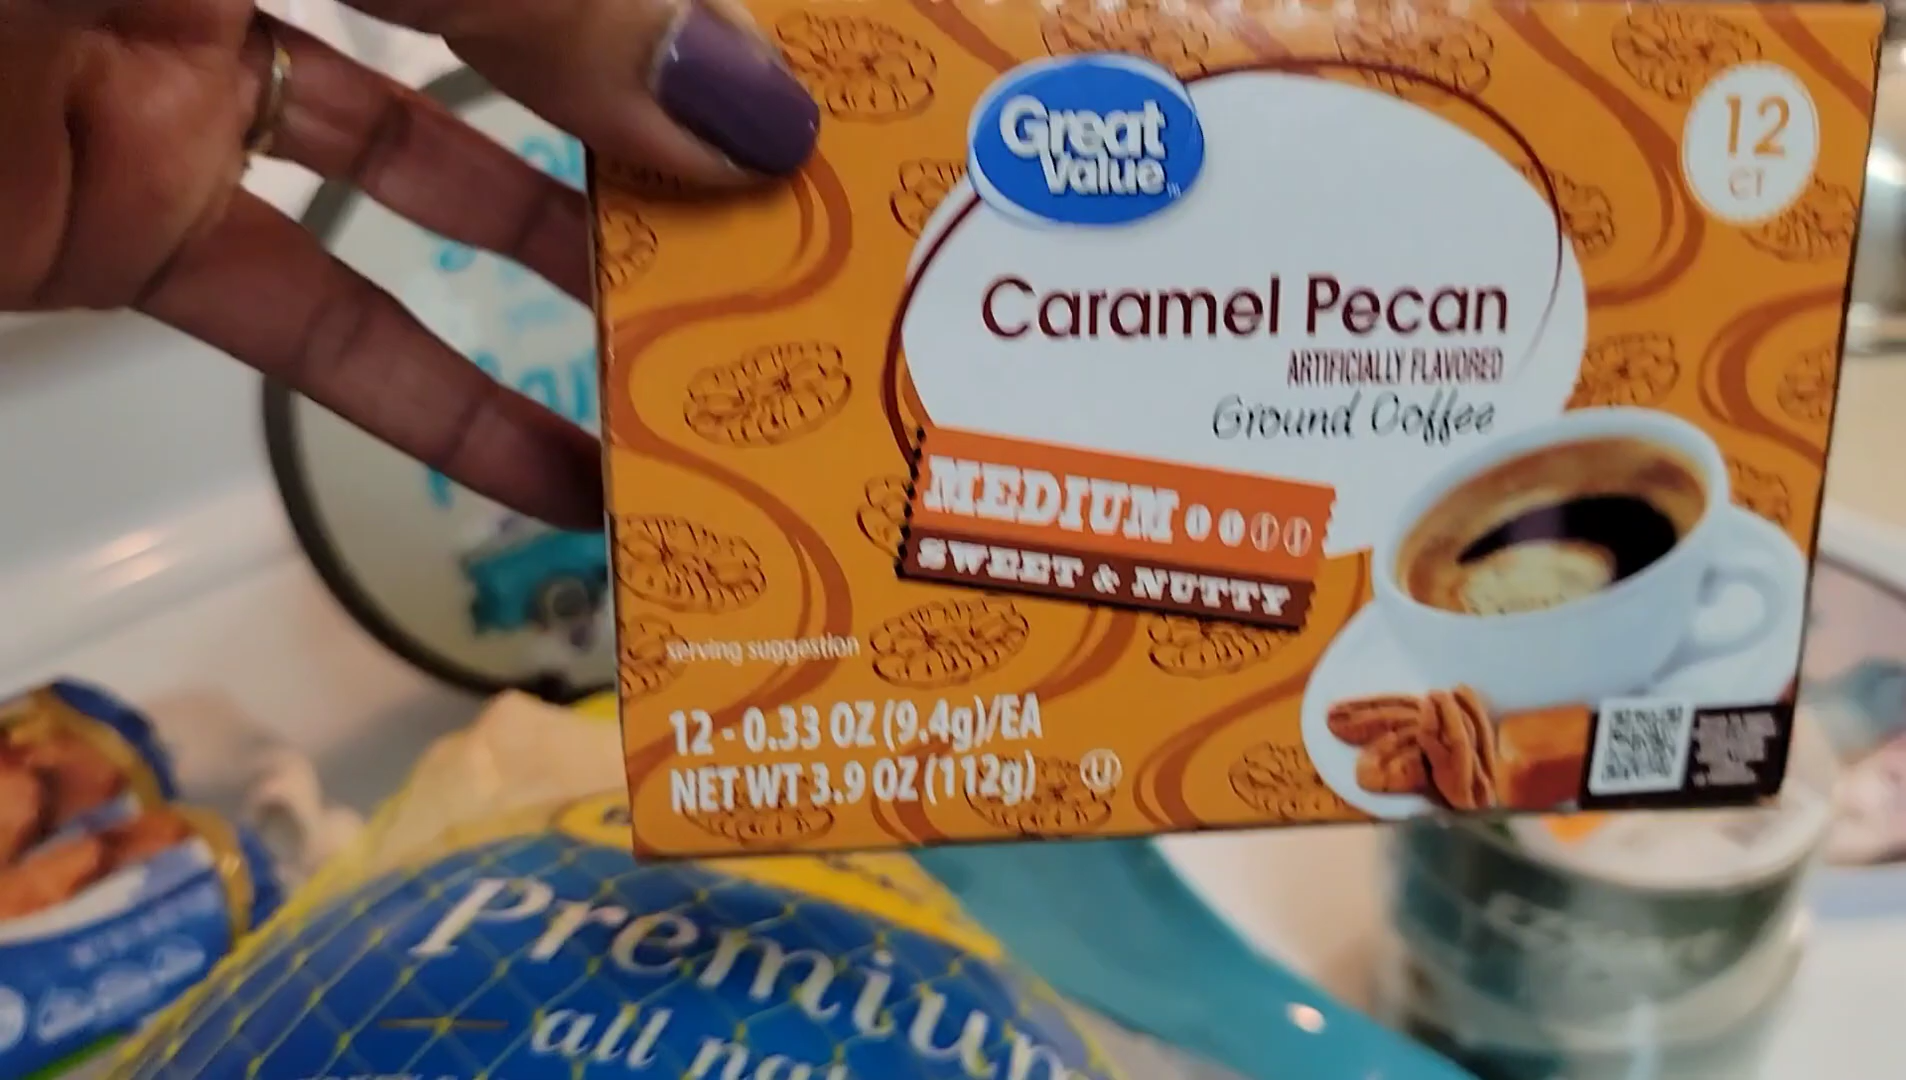 Great
Value
12
CT
Caramel Pecan
ARTIFICIALLY FLAVORED
Ground Coffee
MEDIUM
SWEET & NUTTY
serving suggestion
12 - 0.33 OZ (9.4g)/EA
NET WT 3.9 OZ (112g)
U
Premium
all